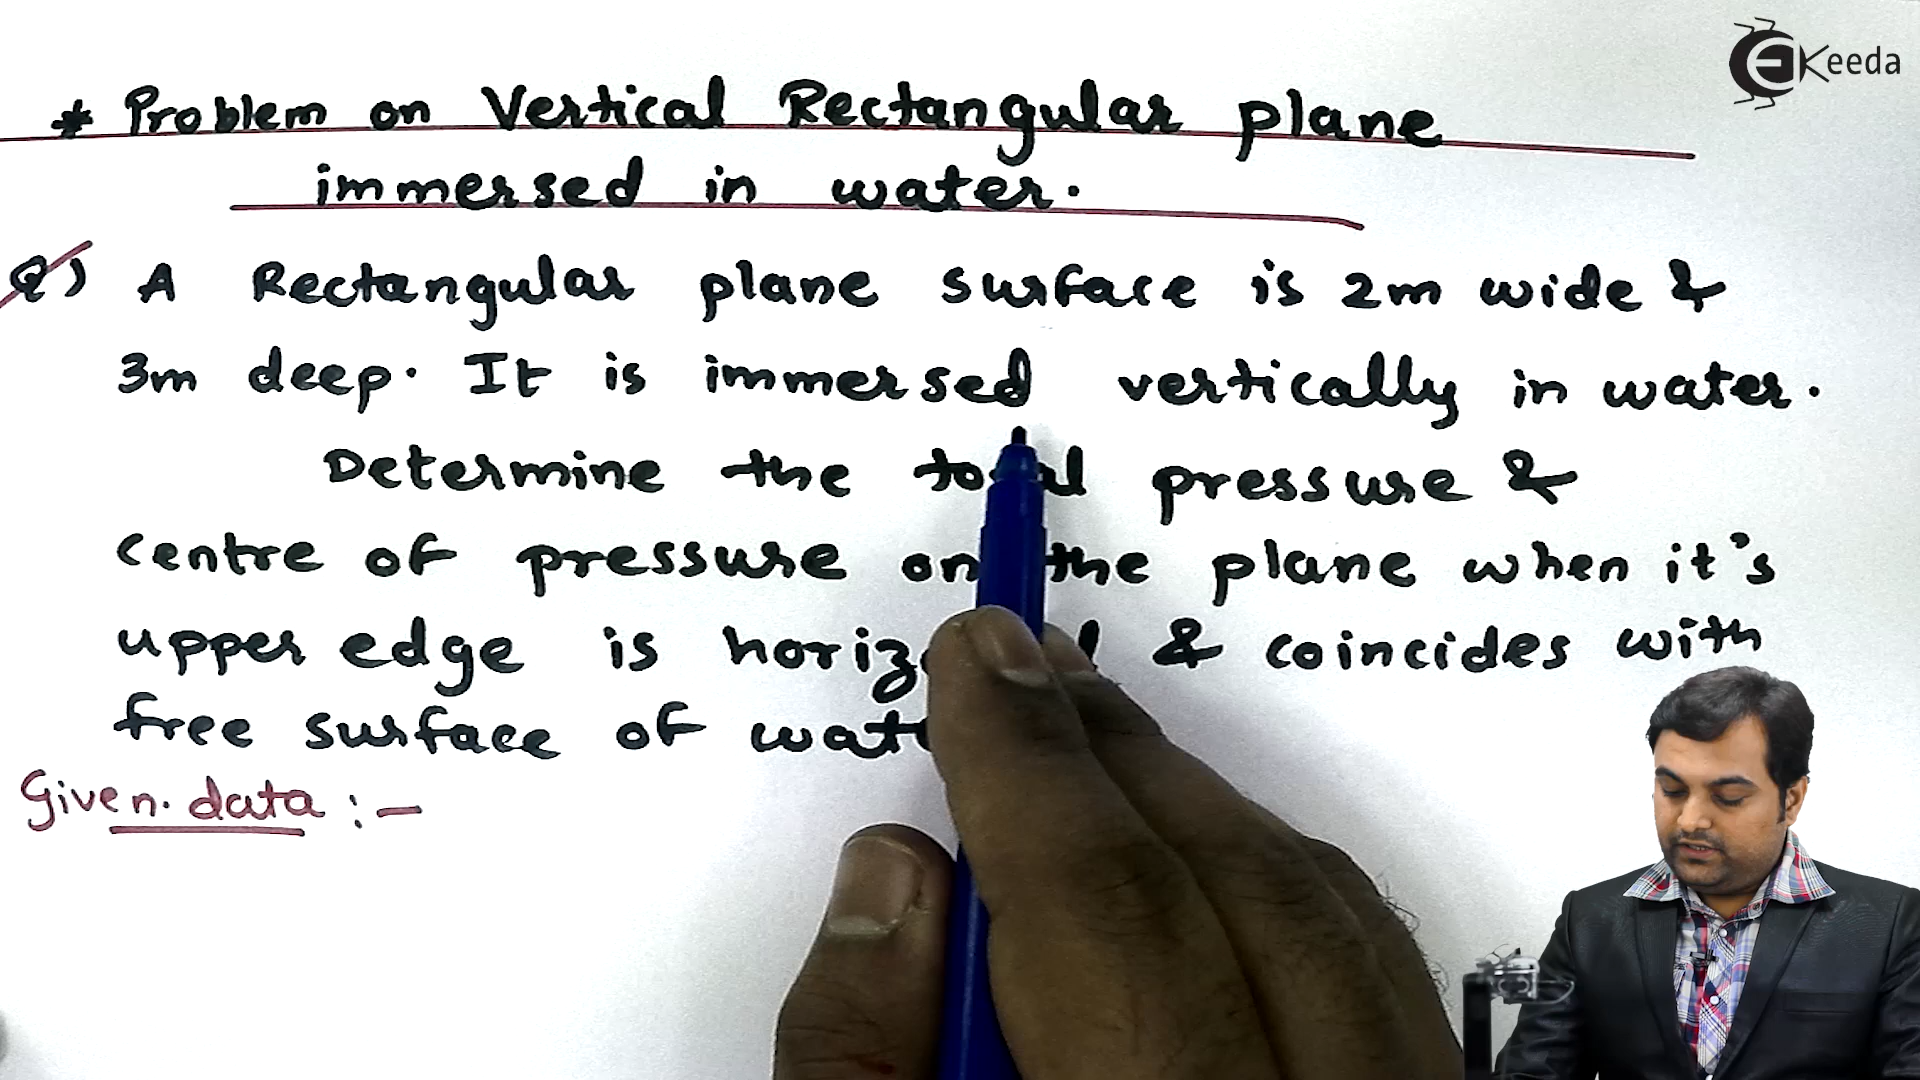 Keeda
* Problem on Vertical Rectangular plane
immersed in water.
Q) A Rectangular plane surface is 2m wide &
3m deep. It is immersed vertically in water.
Determine the total pressure &
centre of pressure on the plane when it's
upper edge is & coincides with
free surface of
Given data :-